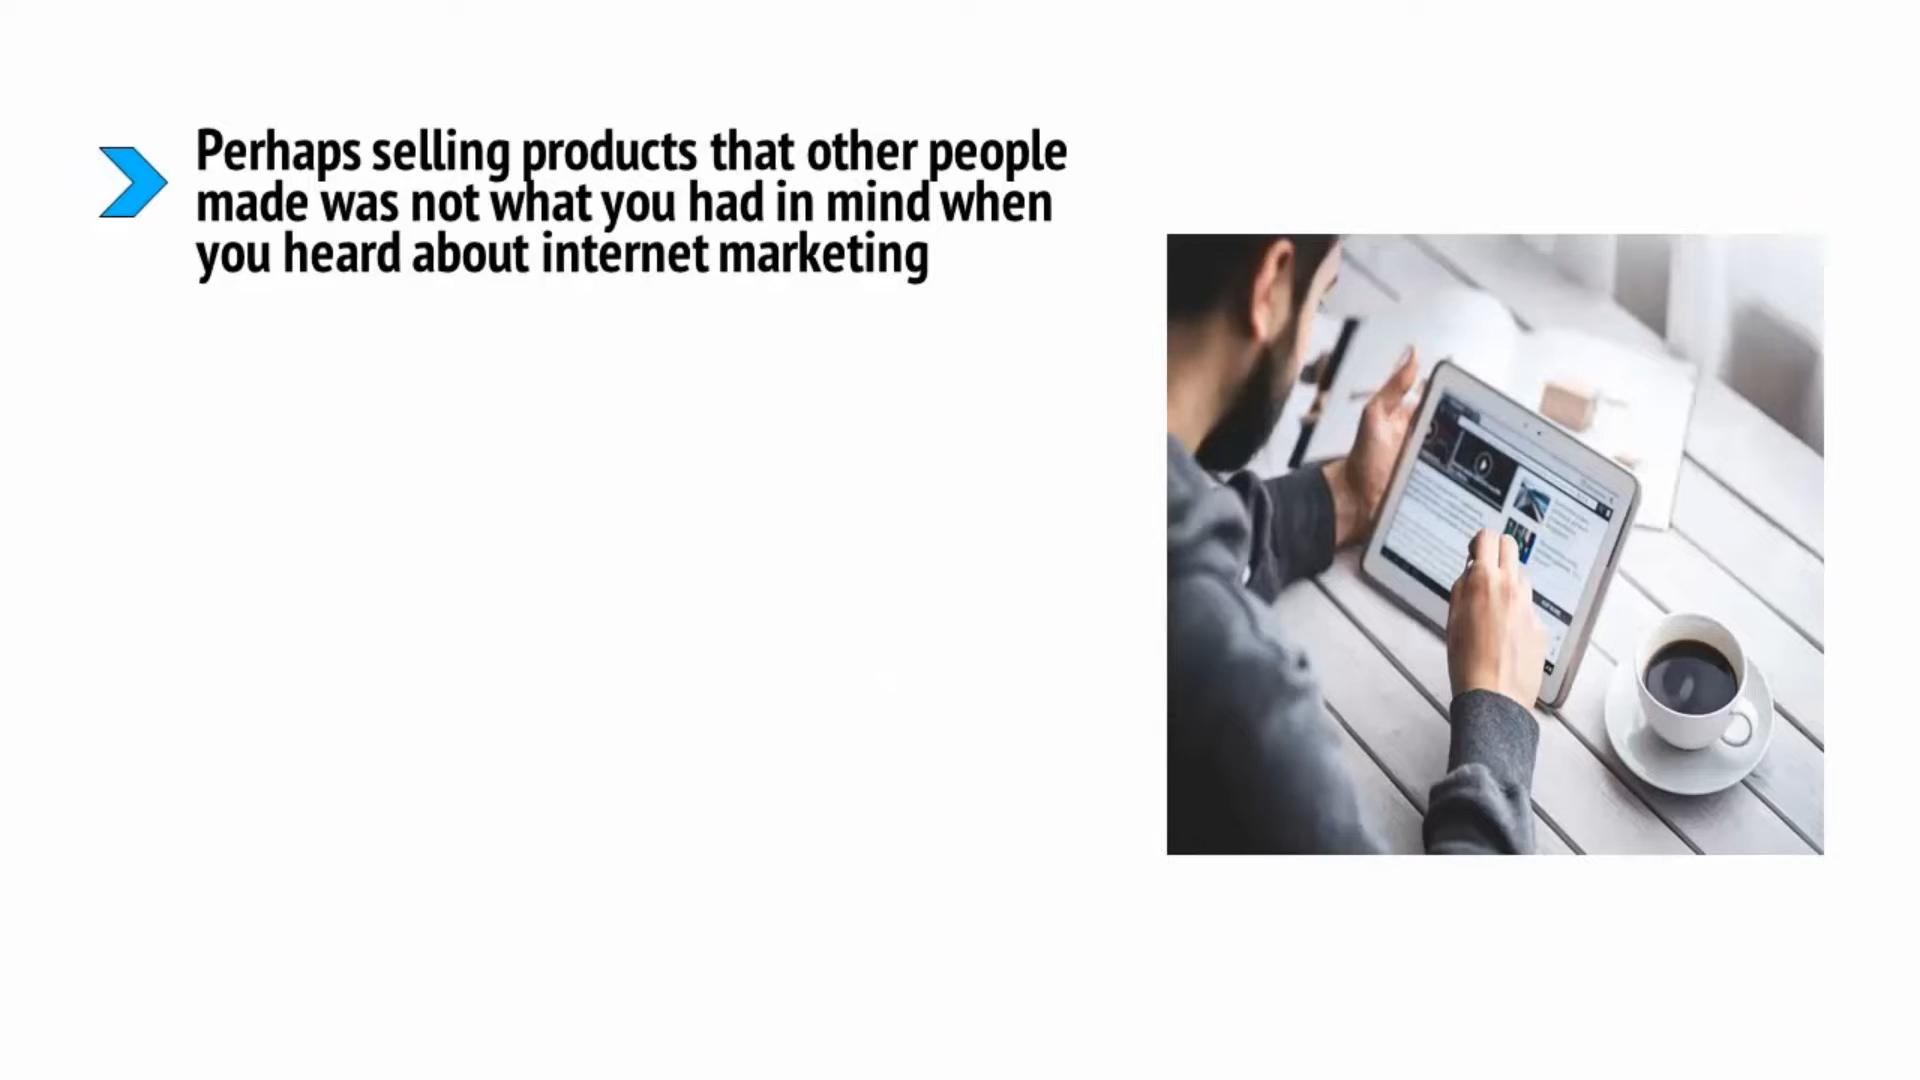 Perhaps selling products that other people
made was not what you had in mind when
you heard about internet marketing